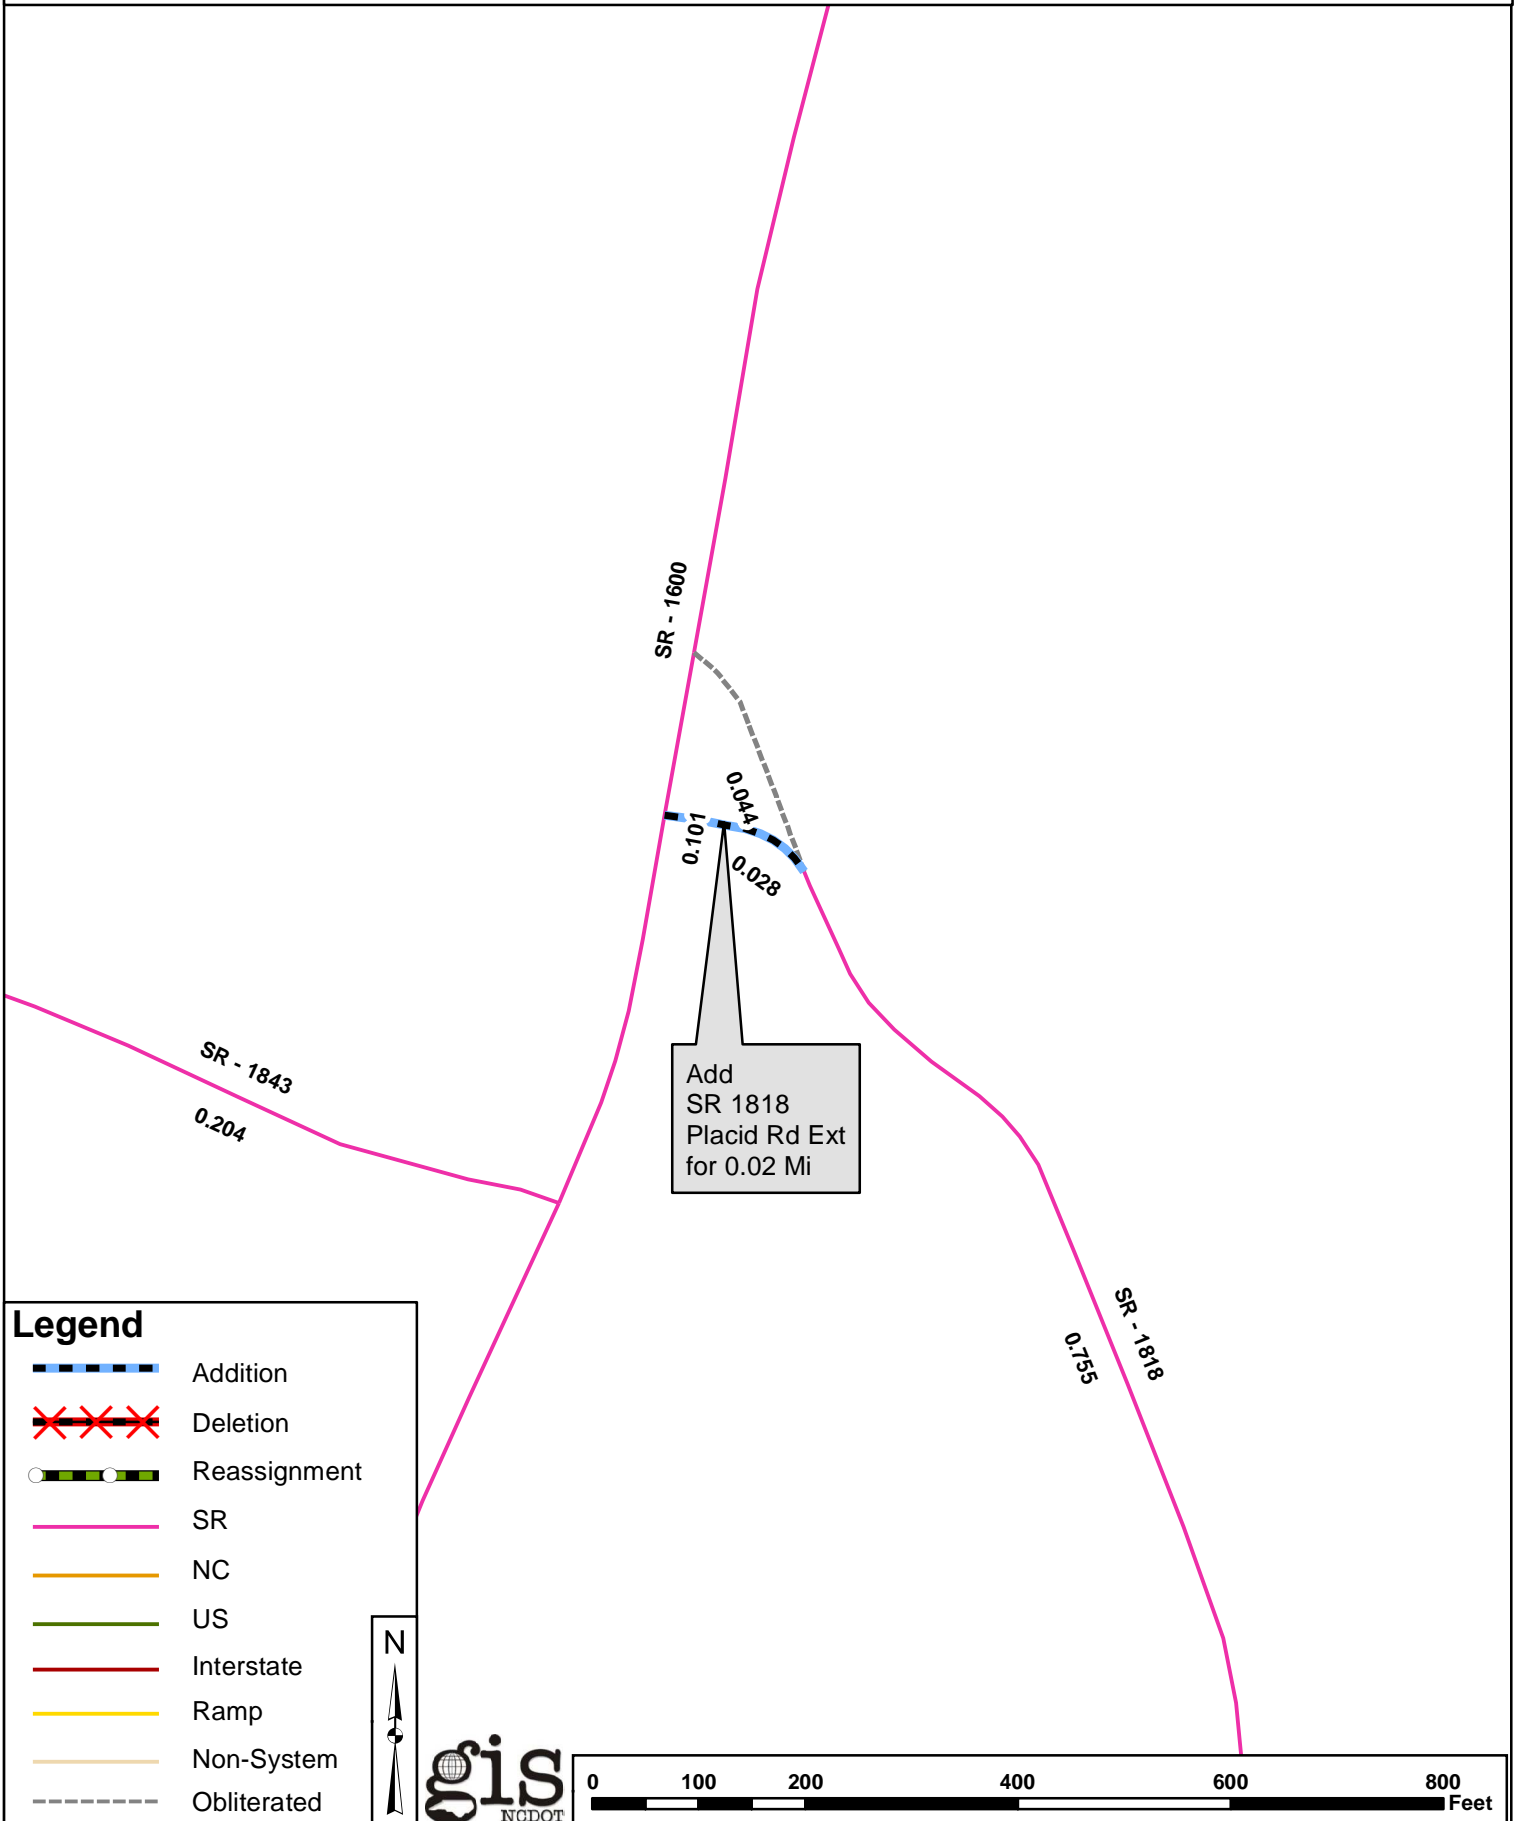 SR - 1600
0.044
0.101
0.028
Add
SR 1818
Placid Rd Ext
for 0.02 Mi
SR - 1843
0.204
SR - 1818
0.755
Legend
Addition
Deletion
Reassignment
SR
NC
US
Interstate
Ramp
Non-System
Obliterated
N
gis
NCDOT
0 100 200 400 600 800
Feet